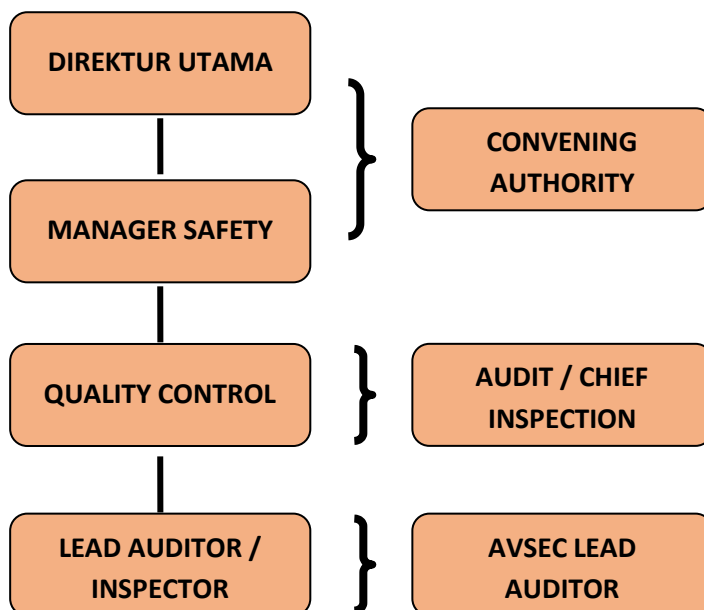 DIREKTUR UTAMA
CONVENING
AUTHORITY
MANAGER SAFETY
QUALITY CONTROL
AUDIT / CHIEF
INSPECTION
LEAD AUDITOR /
INSPECTOR
AVSEC LEAD
AUDITOR